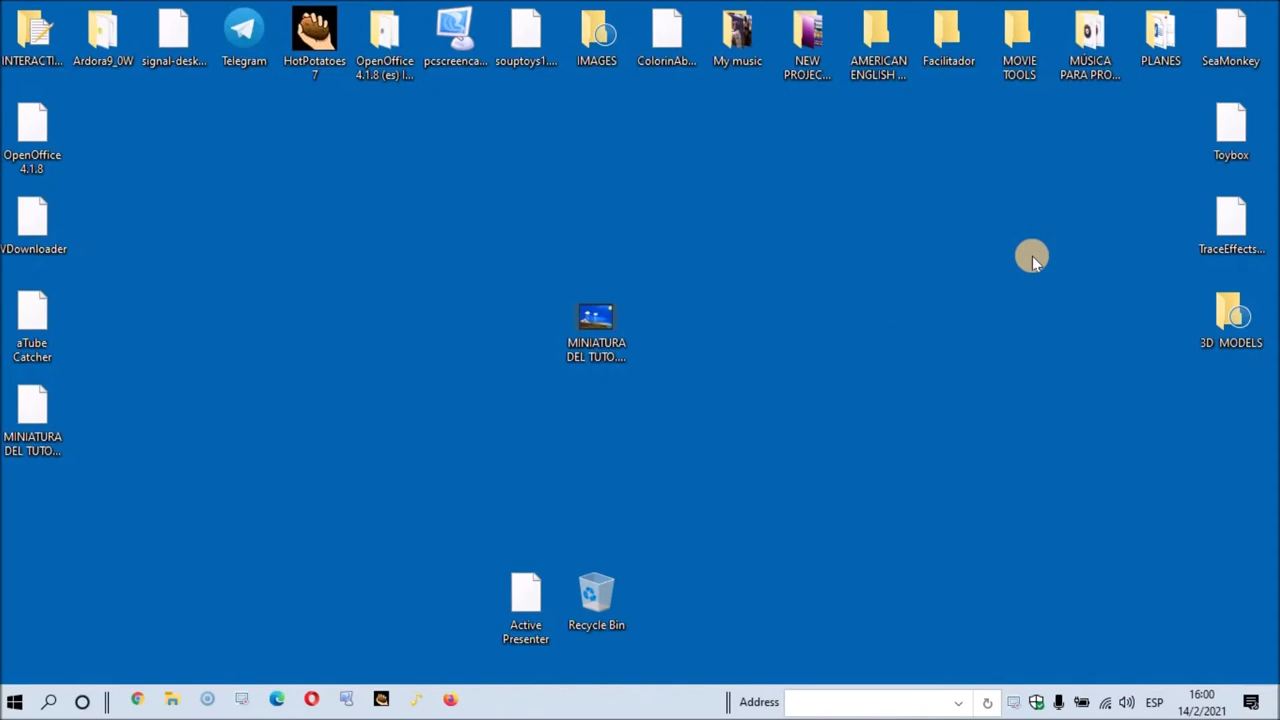 INTERACTI...
Ardora9_0W
signal-desk...
Telegram
HotPotatoes
7
OpenOffice
4.1.8 (es) I...
pcscreenca...
souptoys1....
IMAGES
ColorinAb...
My music
NEW
PROJEC...
AMERICAN
ENGLISH ...
Facilitador
MOVIE
TOOLS
MÚSICA
PARA PRO...
PLANES
SeaMonkey
OpenOffice
4.1.8
Toybox
VDownloader
TraceEffects...
aTube
Catcher
MINIATURA
DEL TUTO....
3D MODELS
MINIATURA
DEL TUTO...
Active
Presenter
Recycle Bin
Address
ESP
16:00
14/2/2021